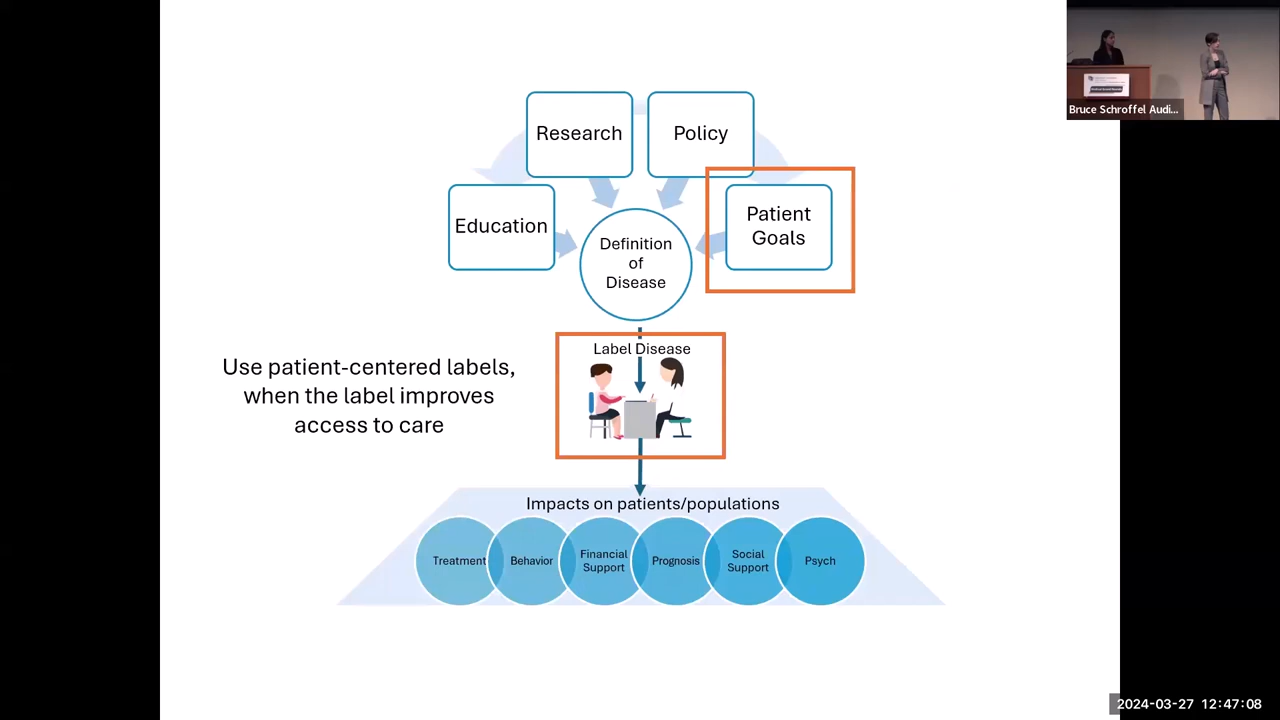 Research
Policy
Education
Patient
Goals
Definition
of
Disease
Label Disease
Use patient-centered labels,
when the label improves
access to care
Impacts on patients/populations
Treatment
Behavior
Financial
Support
Prognosis
Social
Support
Psych
Bruce Schroffel Audi...
2024-03-27 12:47:08